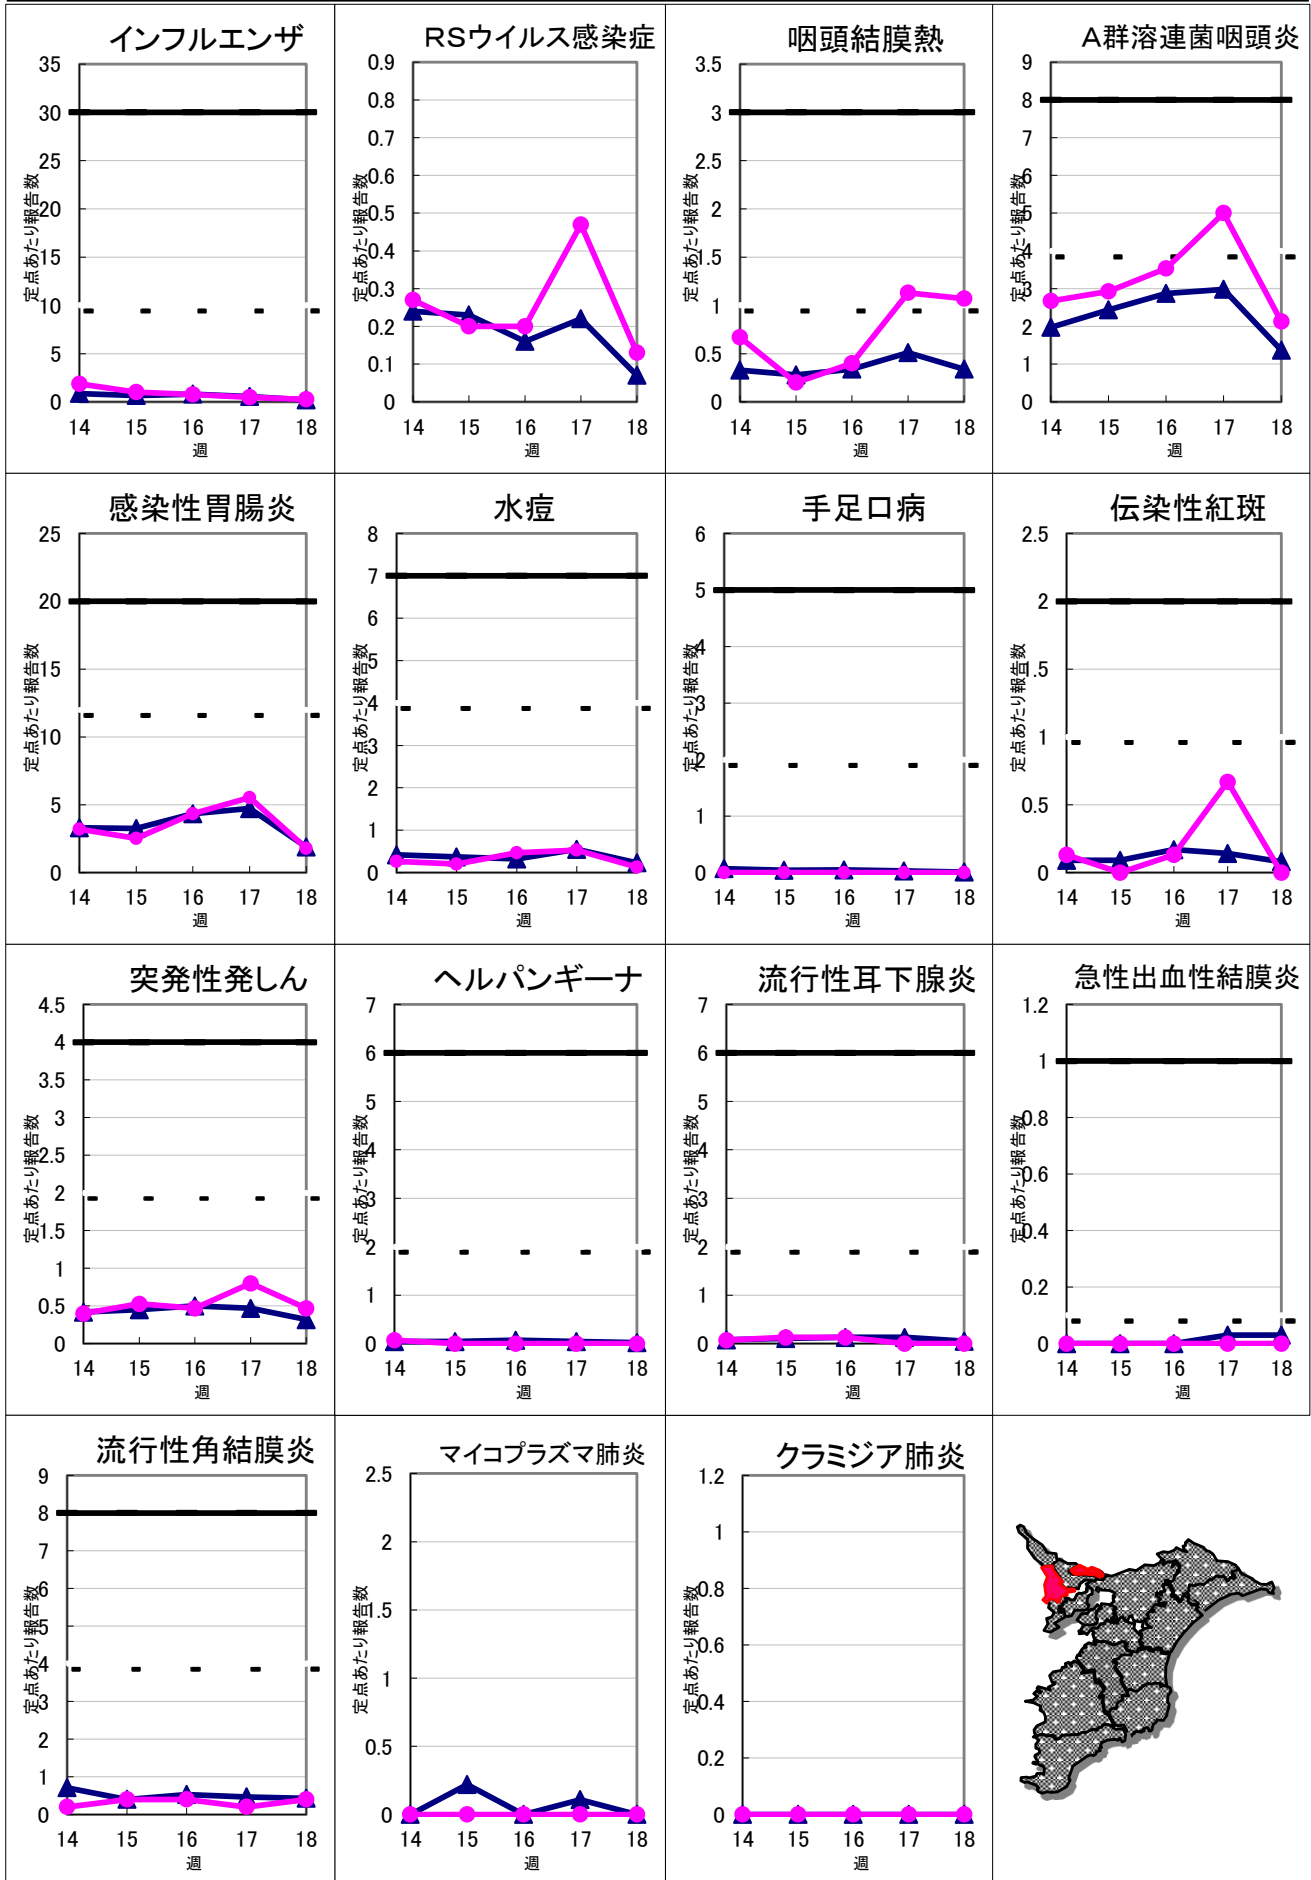 インフルエンザ
35
30
25
20
15
10
5
0
定点あたり報告数
14 15 16 17 18
週
RSウイルス感染症
0.9
0.8
0.7
0.6
0.5
0.4
0.3
0.2
0.1
0
定点あたり報告数
14 15 16 17 18
週
咽頭結膜熱
3.5
3
2.5
2
1.5
1
0.5
0
定点あたり報告数
14 15 16 17 18
週
A群溶連菌咽頭炎
9
8
7
6
5
4
3
2
1
0
定点あたり報告数
14 15 16 17 18
週
感染性胃腸炎
25
20
15
10
5
0
定点あたり報告数
14 15 16 17 18
週
水痘
8
7
6
5
4
3
2
1
0
定点あたり報告数
14 15 16 17 18
週
手足口病
6
5
4
3
2
1
0
定点あたり報告数
14 15 16 17 18
週
伝染性紅斑
2.5
2
1.5
1
0.5
0
定点あたり報告数
14 15 16 17 18
週
突発性発しん
4.5
4
3.5
3
2.5
2
1.5
1
0.5
0
定点あたり報告数
14 15 16 17 18
週
ヘルパンギーナ
7
6
5
4
3
2
1
0
定点あたり報告数
14 15 16 17 18
週
流行性耳下腺炎
7
6
5
4
3
2
1
0
定点あたり報告数
14 15 16 17 18
週
急性出血性結膜炎
1.2
1
0.8
0.6
0.4
0.2
0
定点あたり報告数
14 15 16 17 18
週
流行性角結膜炎
9
8
7
6
5
4
3
2
1
0
定点あたり報告数
14 15 16 17 18
週
マイコプラズマ肺炎
2.5
2
1.5
1
0.5
0
定点あたり報告数
14 15 16 17 18
週
クラミジア肺炎
1.2
1
0.8
0.6
0.4
0.2
0
定点あたり報告数
14 15 16 17 18
週